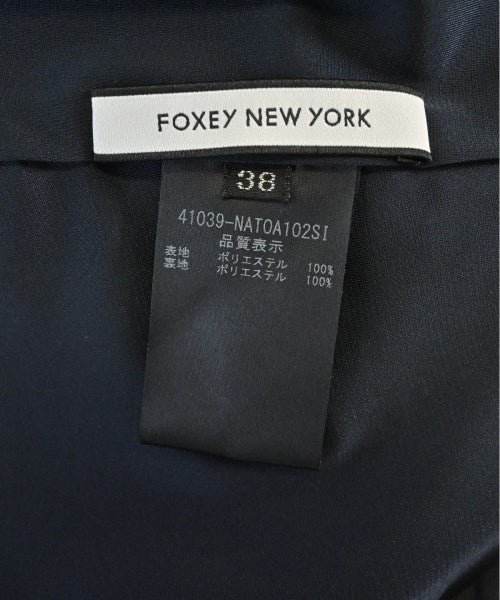 FOXEY NEW YORK
38
41039-NATOA102SI
品質表示
表地 ポリエステル 100%
裏地 ポリエステル 100%